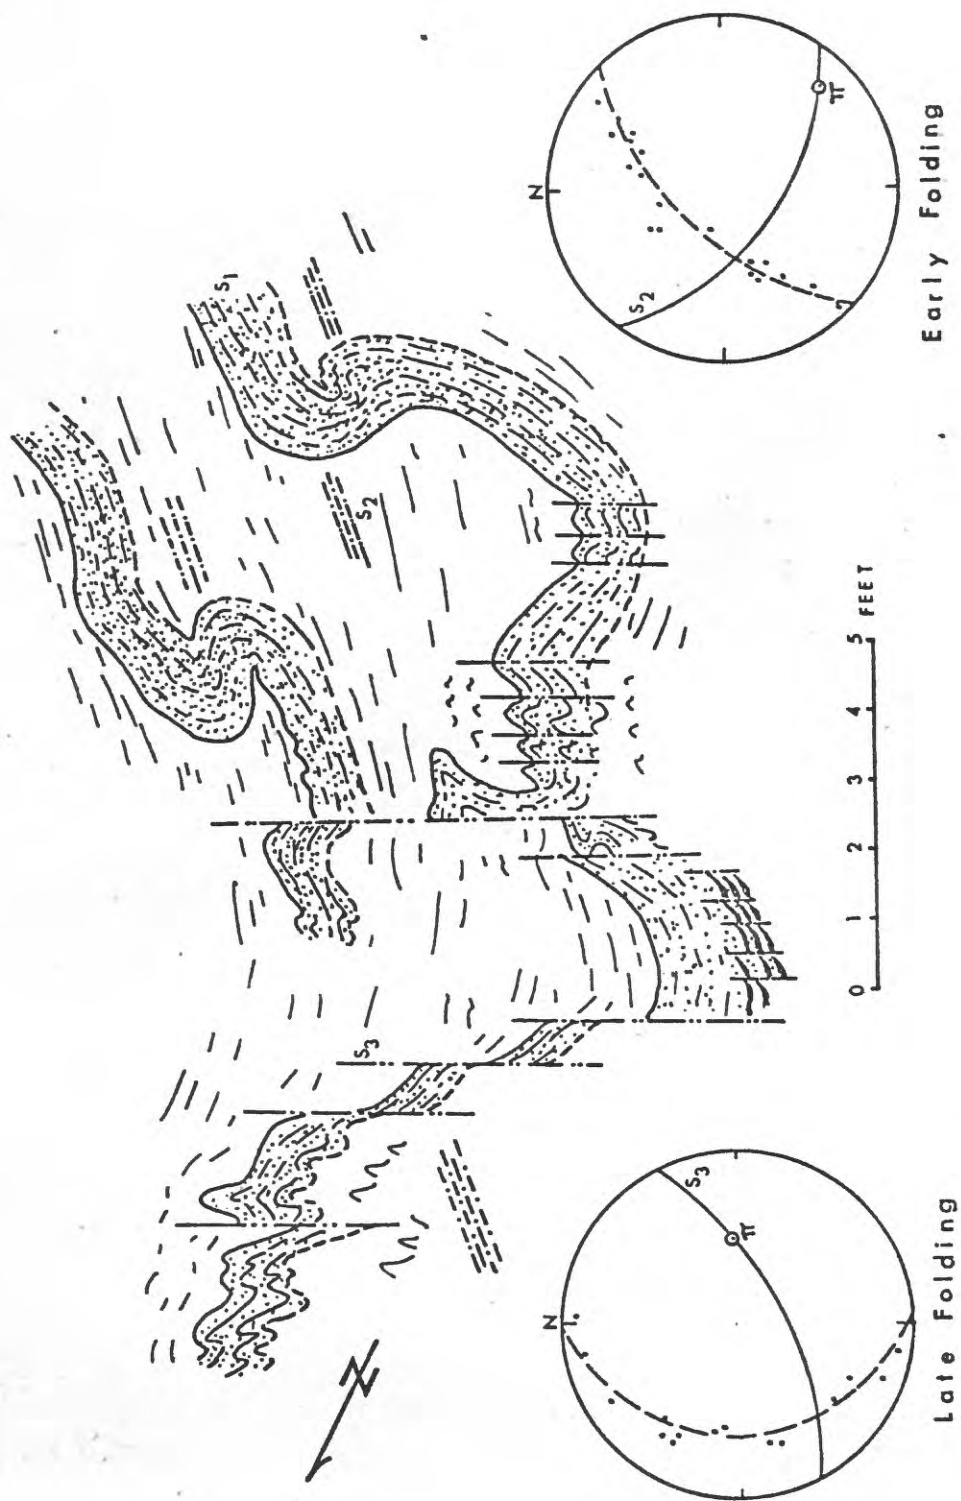 S1
S2
S3
N
0 1 2 3 4 5 FEET
N
S2
π
Early Folding
N
S3
π
Late Folding